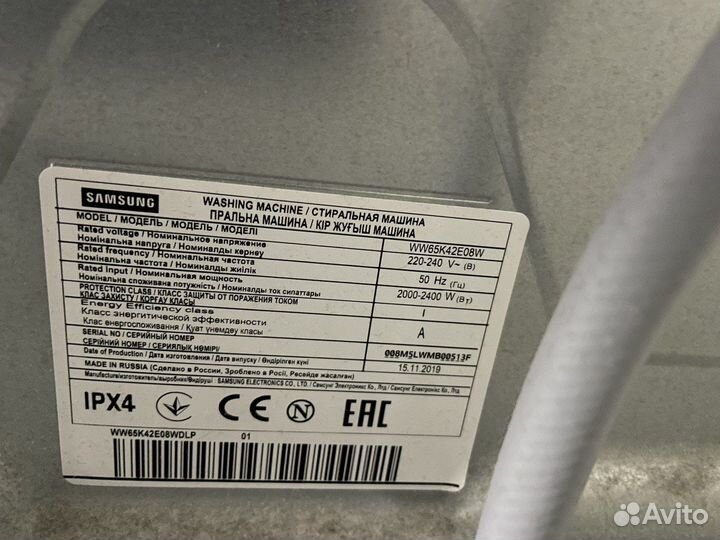 SAMSUNG
WASHING MACHINE / СТИРАЛЬНАЯ МАШИНА
ПРАЛЬНА МАШИНА / КІР ЖУҒЫШ МАШИНА
MODEL / МОДЕЛЬ / МОДЕЛЬ / МОДЕЛІ WW65K42E08W
Rated voltage / Номинальное напряжение
Номінальна напруга / Номиналды кернеу 220-240 V~ (В)
Rated frequency / Номинальная частота
Номінальна частота / Номиналды жиілік 50 Hz (Гц)
Rated input / Номинальная мощность
Номінальна споживана потужність / Номиналды ток сипаттары 2000-2400 W (Вт)
PROTECTION CLASS / КЛАСС ЗАЩИТЫ ОТ ПОРАЖЕНИЯ ТОКОМ
КЛАС ЗАХИСТУ / ҚОРҒАУ КЛАСЫ I
Energy Efficiency class
Класс энергетической эффективности
Клас енергоспоживання / Қуат үнемдеу класы A
SERIAL NO / СЕРИЙНЫЙ НОМЕР
СЕРІЙНИЙ НОМЕР / СЕРИЯЛЫҚ НӨМІРІ 008M5LWMB00513F
Date of Production / Дата изготовления / Дата випуску / Өндірілген күні 15.11.2019
MADE IN RUSSIA (Сделано в России, Зроблено в Росії, Ресейде жасалған)
Manufacturer/изготовитель/виробник/Өндіруші : SAMSUNG ELECTRONICS CO., LTD / Самсунг Электроникс Ко., Лтд / Самсунг Електронікс Ко., Лтд
IPX4 CE N EAC
WW65K42E08WDLP 01
Avito